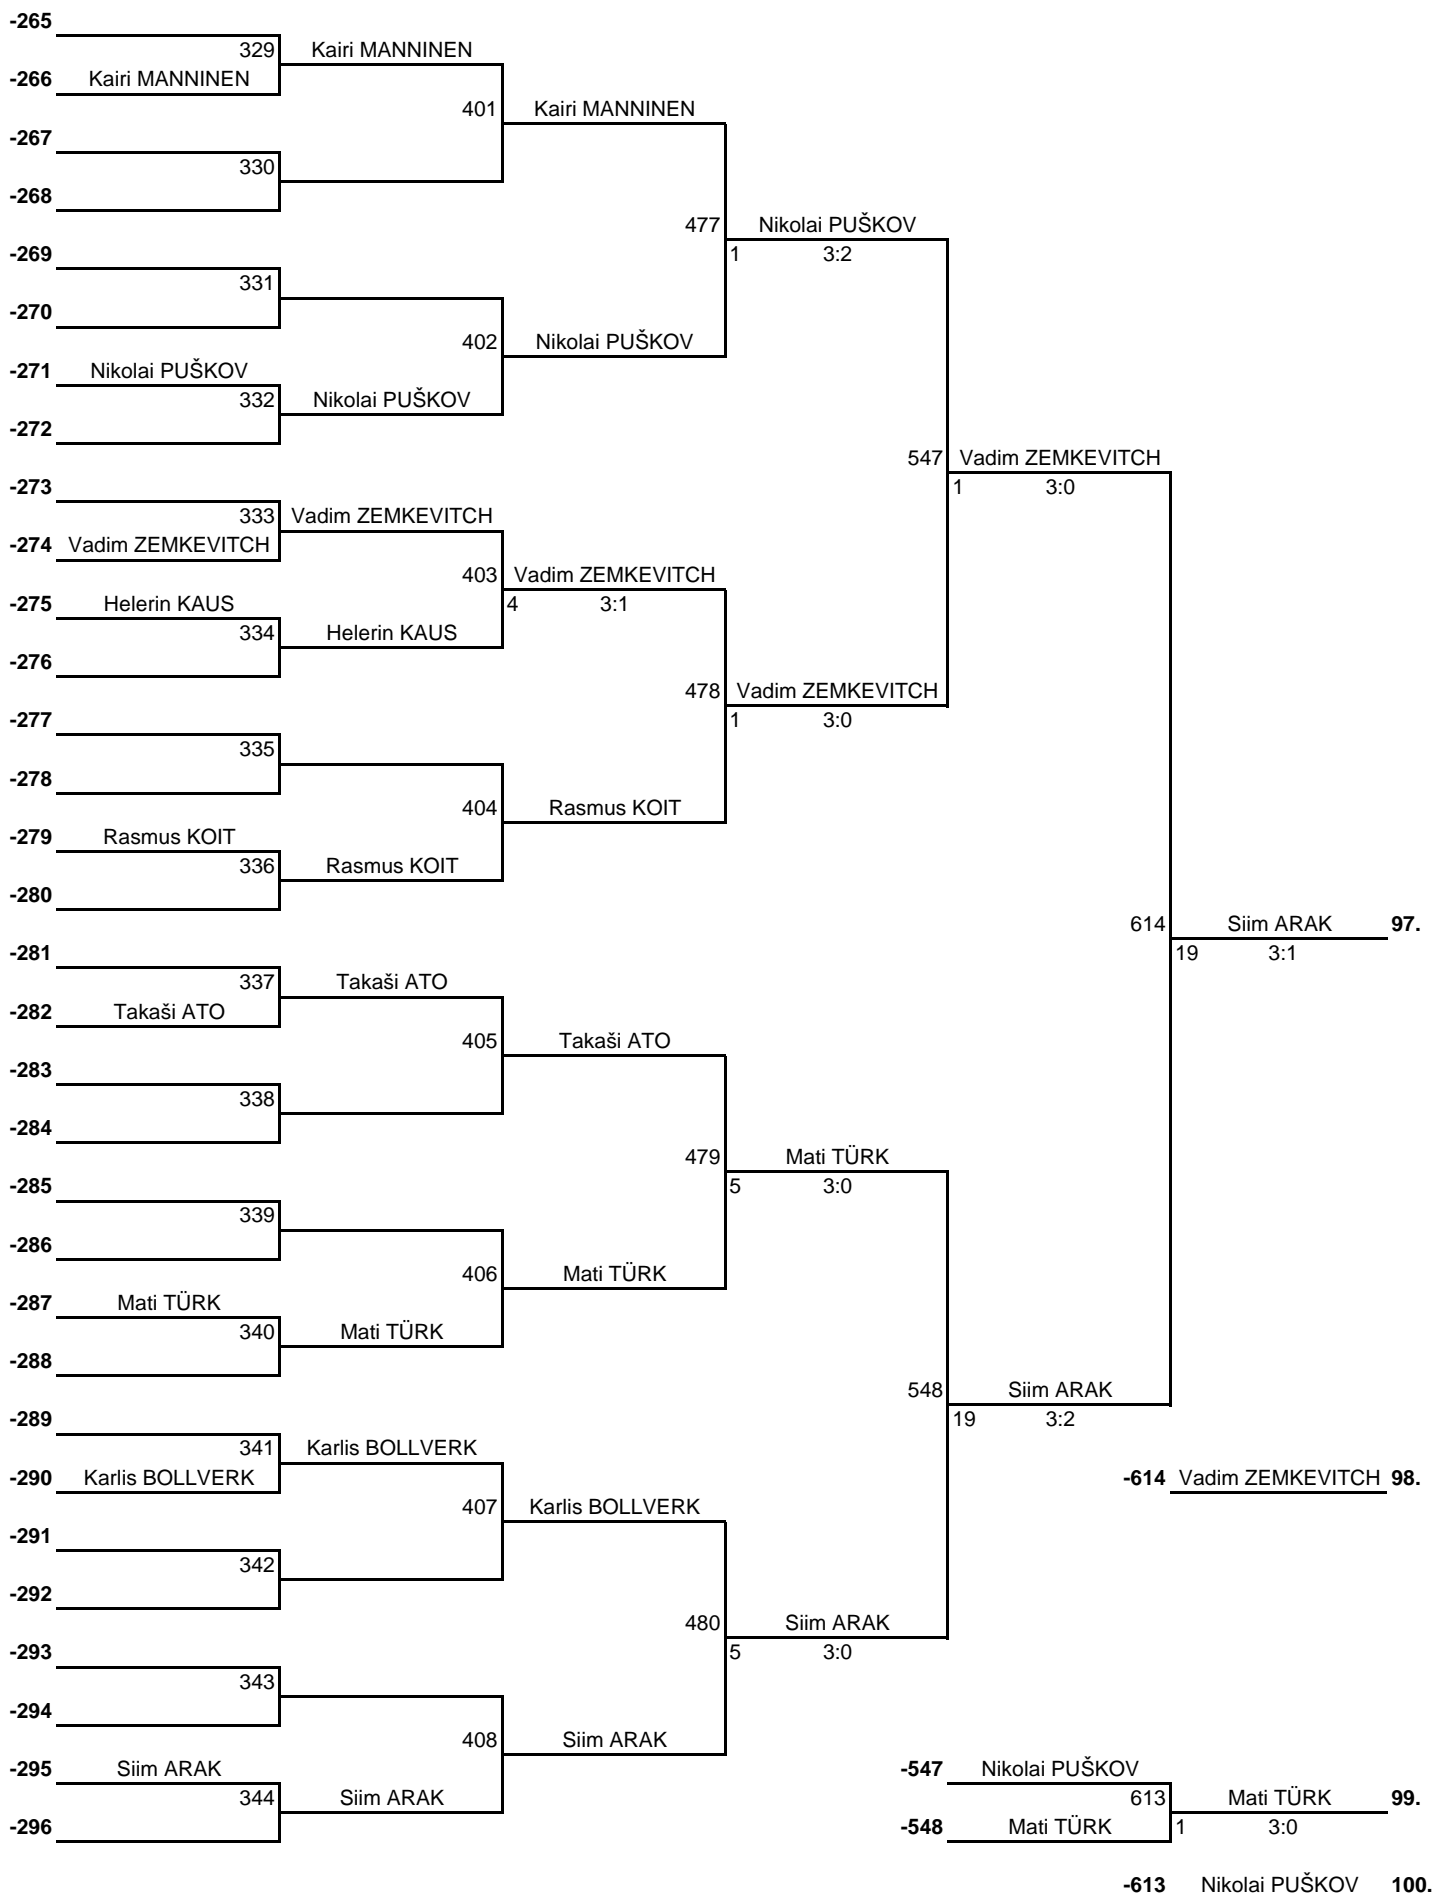 -265
329 Kairi MANNINEN
-266 Kairi MANNINEN
401 Kairi MANNINEN
-267
330
-268
477 Nikolai PUŠKOV
-269
1 3:2
331
-270
402 Nikolai PUŠKOV
-271 Nikolai PUŠKOV
332 Nikolai PUŠKOV
-272
547 Vadim ZEMKEVITCH
-273
1 3:0
333 Vadim ZEMKEVITCH
-274 Vadim ZEMKEVITCH
403 Vadim ZEMKEVITCH
-275 Helerin KAUS
4 3:1
334 Helerin KAUS
-276
478 Vadim ZEMKEVITCH
-277
1 3:0
335
-278
404 Rasmus KOIT
-279 Rasmus KOIT
336 Rasmus KOIT
-280
614 Siim ARAK 97.
-281
19 3:1
337 Takaši ATO
-282 Takaši ATO
405 Takaši ATO
-283
338
-284
479 Mati TÜRK
-285
5 3:0
339
-286
406 Mati TÜRK
-287 Mati TÜRK
340 Mati TÜRK
-288
548 Siim ARAK
-289
19 3:2
341 Karlis BOLLVERK
-290 Karlis BOLLVERK
-614 Vadim ZEMKEVITCH 98.
407 Karlis BOLLVERK
-291
342
-292
480 Siim ARAK
-293
5 3:0
343
-294
408 Siim ARAK
-295 Siim ARAK
-547 Nikolai PUŠKOV
344 Siim ARAK
613 Mati TÜRK 99.
-296
-548 Mati TÜRK
1 3:0
-613 Nikolai PUŠKOV 100.